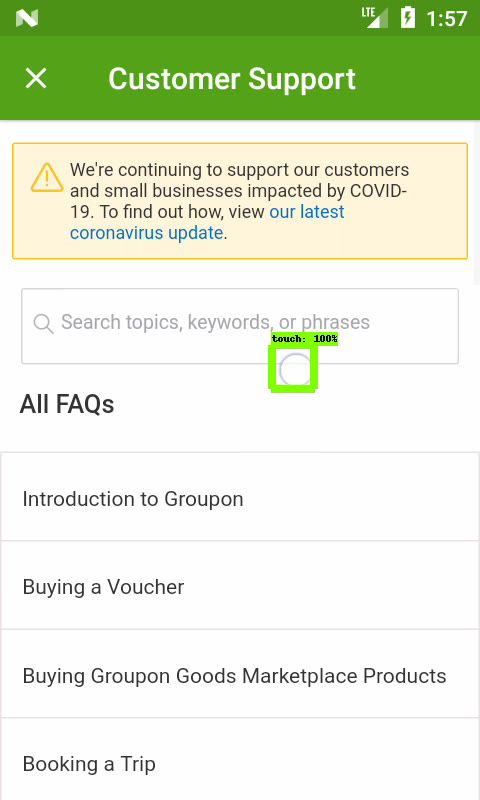 LTE
1:57
Customer Support
We're continuing to support our customers
and small businesses impacted by COVID-
19. To find out how, view our latest
coronavirus update.
Search topics, keywords, or phrases
touch: 100%
All FAQs
Introduction to Groupon
Buying a Voucher
Buying Groupon Goods Marketplace Products
Booking a Trip